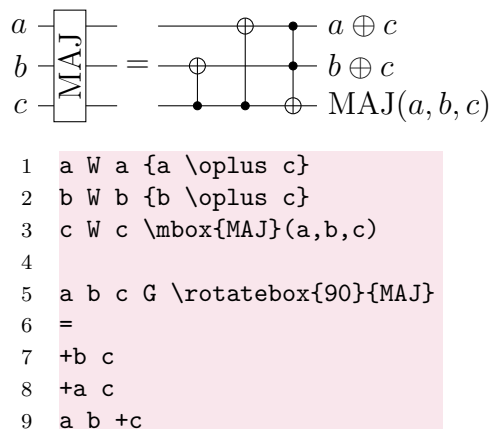 a MAJ = a ⊕ c
b b ⊕ c
c MAJ(a, b, c)
1 a W a {a \oplus c}
2 b W b {b \oplus c}
3 c W c \mbox{MAJ}(a,b,c)
4
5 a b c G \rotatebox{90}{MAJ}
6 =
7 +b c
8 +a c
9 a b +c